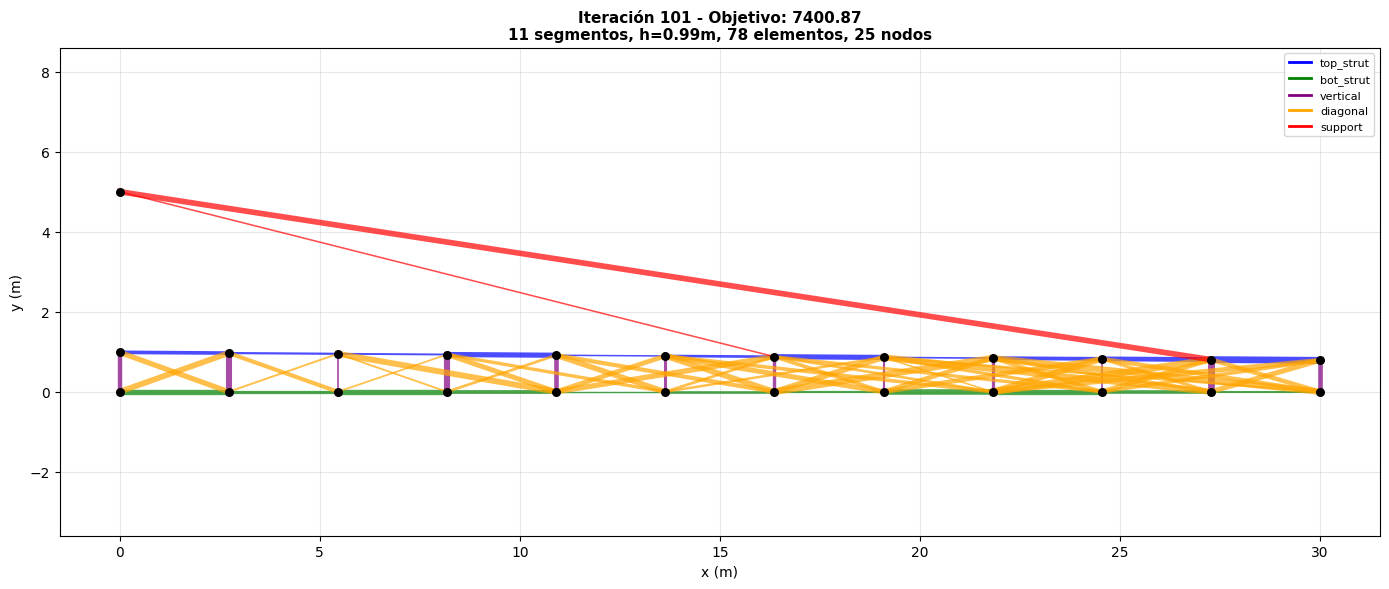 Iteración 101 - Objetivo: 7400.87
11 segmentos, h=0.99m, 78 elementos, 25 nodos
8
6
4
2
0
−2
y (m)
top_strut
bot_strut
vertical
diagonal
support
0 5 10 15 20 25 30
x (m)